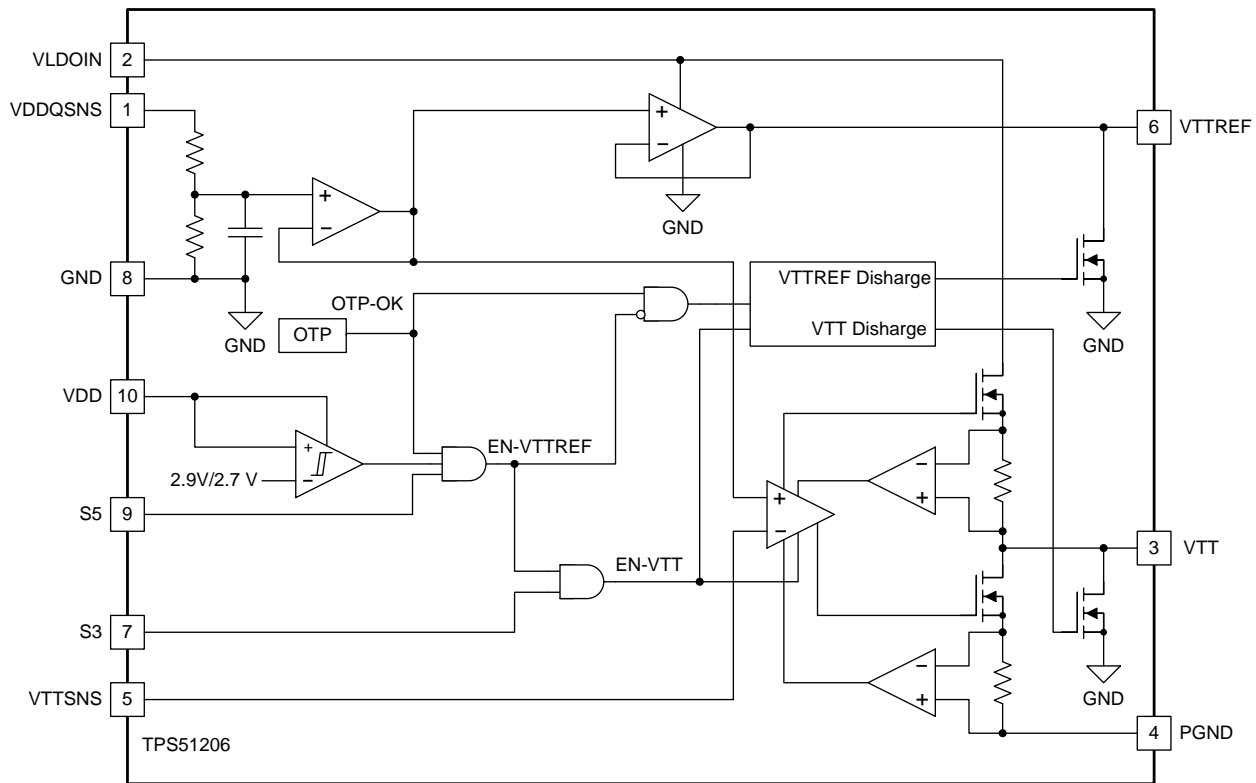 VLDOIN 2
VDDQSNS 1
+
−
6 VTTREF
GND
+
−
GND 8
GND
VTTREF Disharge
VTT Disharge
OTP-OK
OTP
GND
VDD 10
+
−
2.9V/2.7 V
EN-VTTREF
−
+
S5 9
+
−
3 VTT
EN-VTT
S3 7
−
+
GND
VTTSNS 5
4 PGND
TPS51206